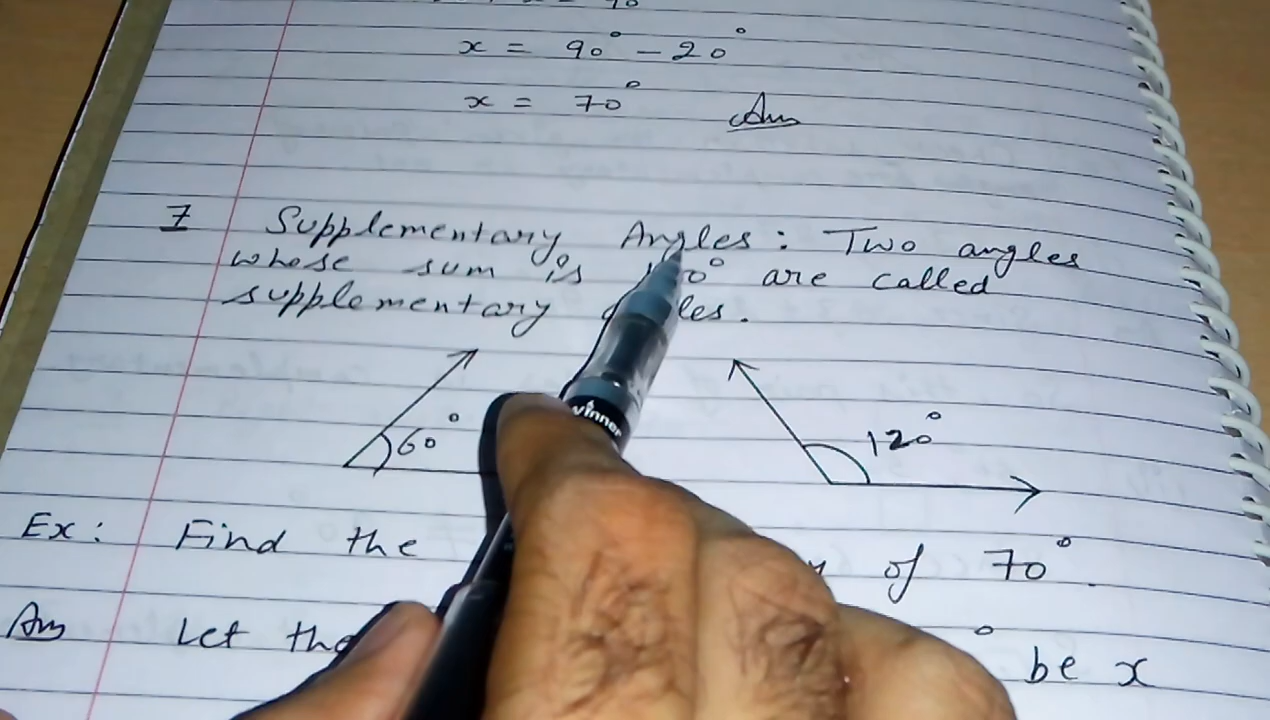 x = 90° - 20°
x = 70° Ans
7 Supplementary Angles: Two angles
whose sum is are called
supplementary
60° 120°
winner
Ex: Find the of 70°.
Ans Let the be x